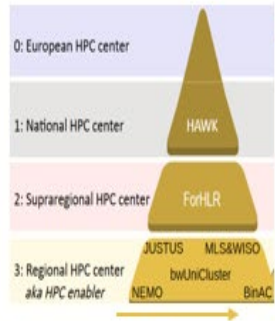 0: European HPC center
1: National HPC center
HAWK
2: Supraregional HPC center
ForHLR
JUSTUS MLS&WISO
3: Regional HPC center
bwUniCluster
aka HPC enabler
NEMO BinAC